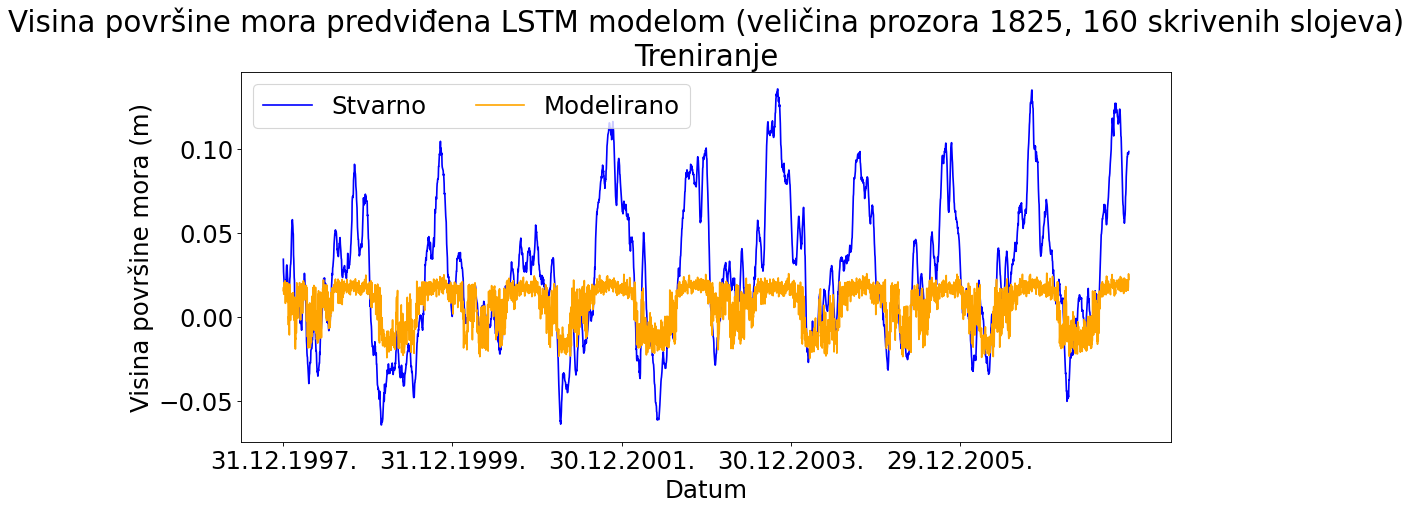 Visina površine mora predviđena LSTM modelom (veličina prozora 1825, 160 skrivenih slojeva)
Treniranje
Stvarno Modelirano
Visina površine mora (m)
0.10
0.05
0.00
−0.05
31.12.1997. 31.12.1999. 30.12.2001. 30.12.2003. 29.12.2005.
Datum